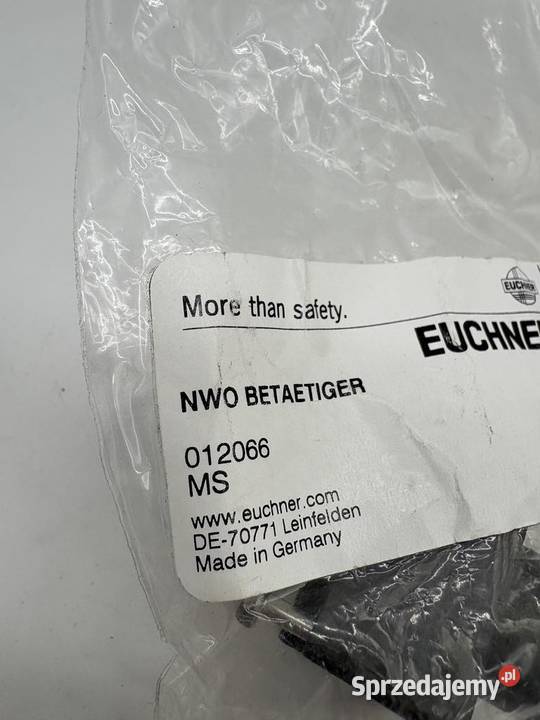 More than safety.
EUCHNER
EUCHNE
NWO BETAETIGER
012066
MS
www.euchner.com
DE-70771 Leinfelden
Made in Germany
Sprzedajemy.pl